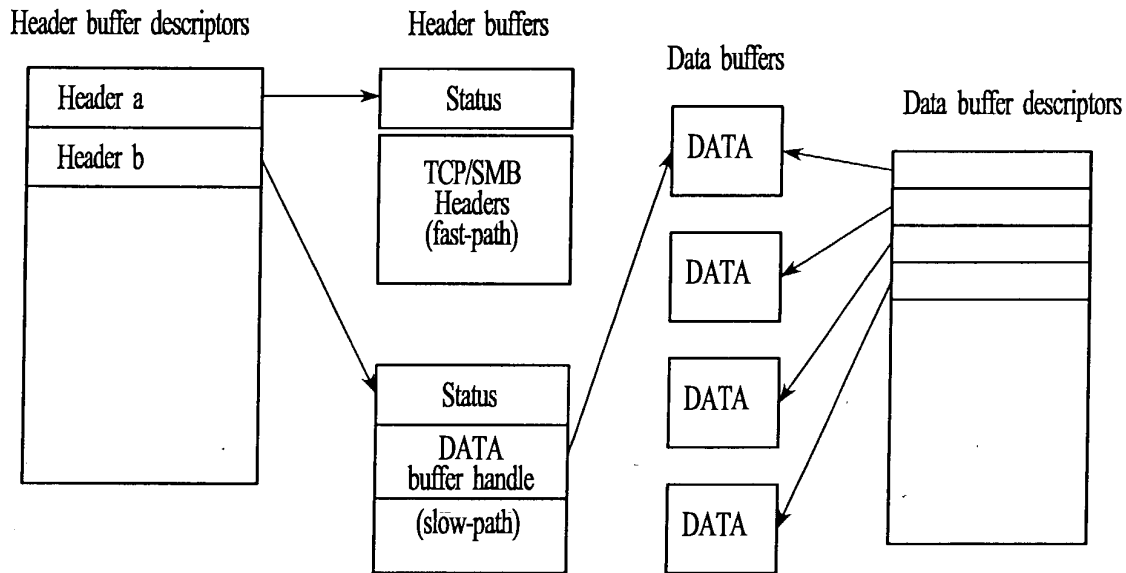 Header buffer descriptors
Header buffers
Data buffers
Data buffer descriptors
Header a
Header b
Status
TCP/SMB
Headers
(fast-path)
Status
DATA
buffer handle
(slow-path)
DATA
DATA
DATA
DATA